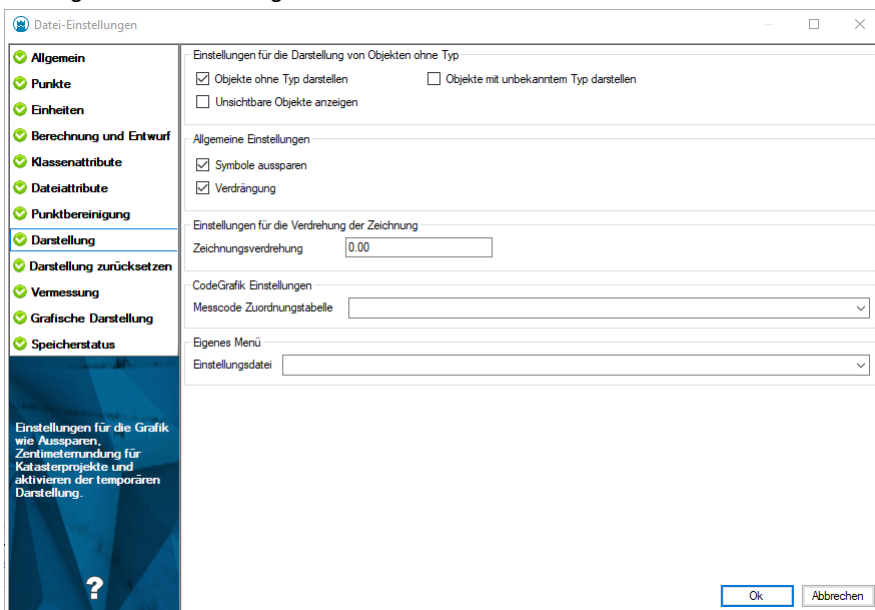 Datei-Einstellungen
Allgemein
Punkte
Einheiten
Berechnung und Entwurf
Klassenattribute
Dateiattribute
Punktbereinigung
Darstellung
Darstellung zurücksetzen
Vermessung
Grafische Darstellung
Speicherstatus
Einstellungen für die Grafik
wie Aussparen,
Zentimeterrundung für
Katasterprojekte und
aktivieren der temporären
Darstellung.
?
Einstellungen für die Darstellung von Objekten ohne Typ
Objekte ohne Typ darstellen
Objekte mit unbekanntem Typ darstellen
Unsichtbare Objekte anzeigen
Allgemeine Einstellungen
Symbole aussparen
Verdrängung
Einstellungen für die Verdrehung der Zeichnung
Zeichnungsverdrehung 0.00
CodeGrafik Einstellungen
Messcode Zuordnungstabelle
Eigenes Menü
Einstellungsdatei
Ok
Abbrechen